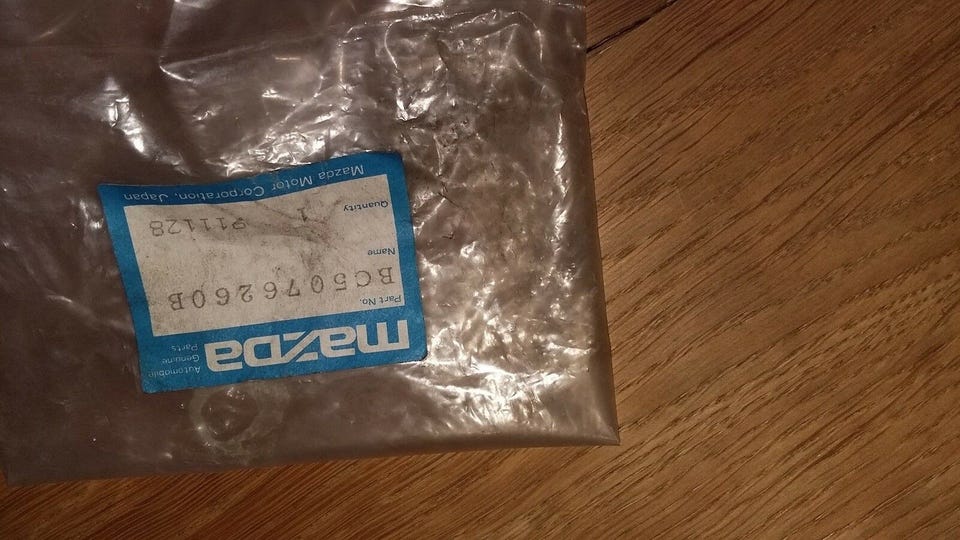 mazda
Automobile
Genuine
Parts
Part No.
BC5076260B
Name
Quantity
1
911128
Mazda Motor Corporation, Japan